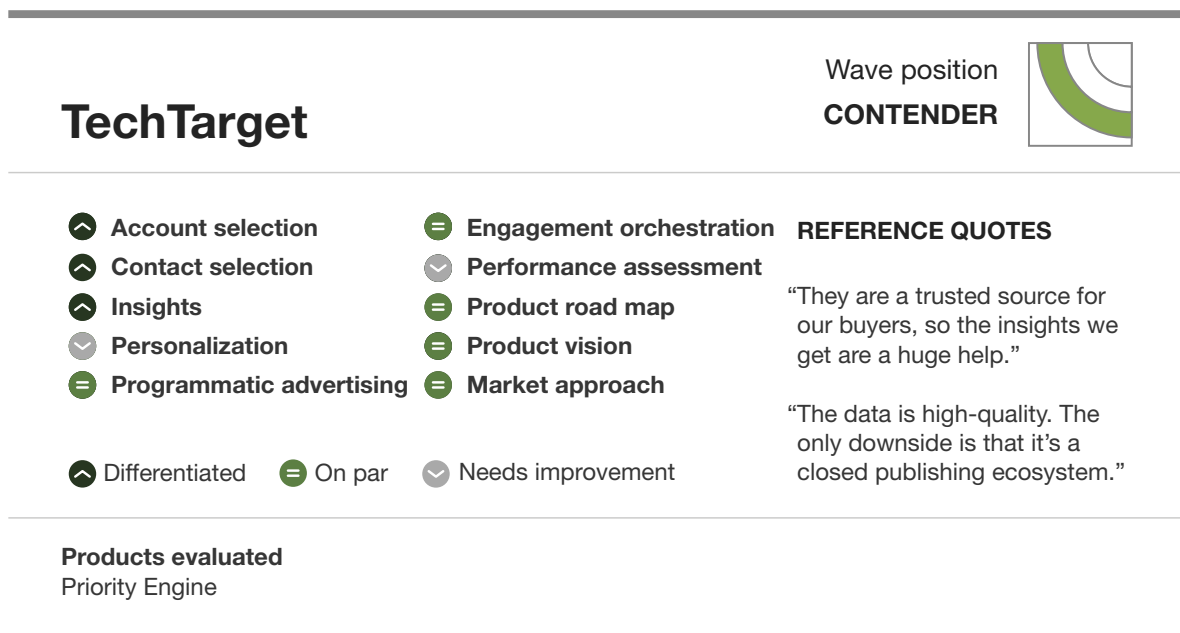 Wave position
CONTENDER
TechTarget
Account selection
Contact selection
Insights
Personalization
Programmatic advertising
Engagement orchestration
Performance assessment
Product road map
Product vision
Market approach
Differentiated
On par
Needs improvement
REFERENCE QUOTES
“They are a trusted source for
our buyers, so the insights we
get are a huge help.”
“The data is high-quality. The
only downside is that it’s a
closed publishing ecosystem.”
Products evaluated
Priority Engine